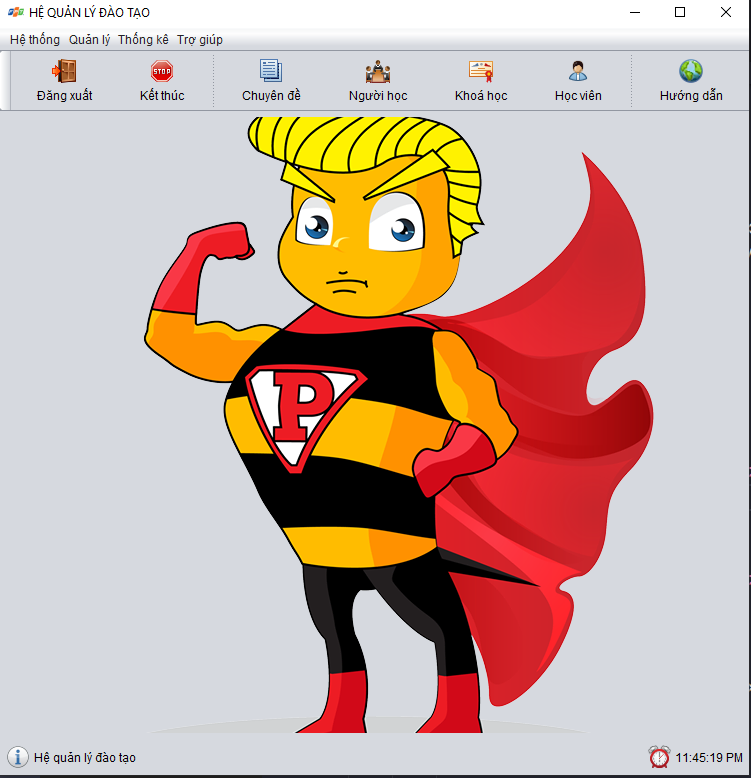 HỆ QUẢN LÝ ĐÀO TẠO
Hệ thống Quản lý Thống kê Trợ giúp
STOP
Đăng xuất Kết thúc Chuyên đề Người học Khoá học Học viên Hướng dẫn
P
Hệ quản lý đào tạo 11:45:19 PM